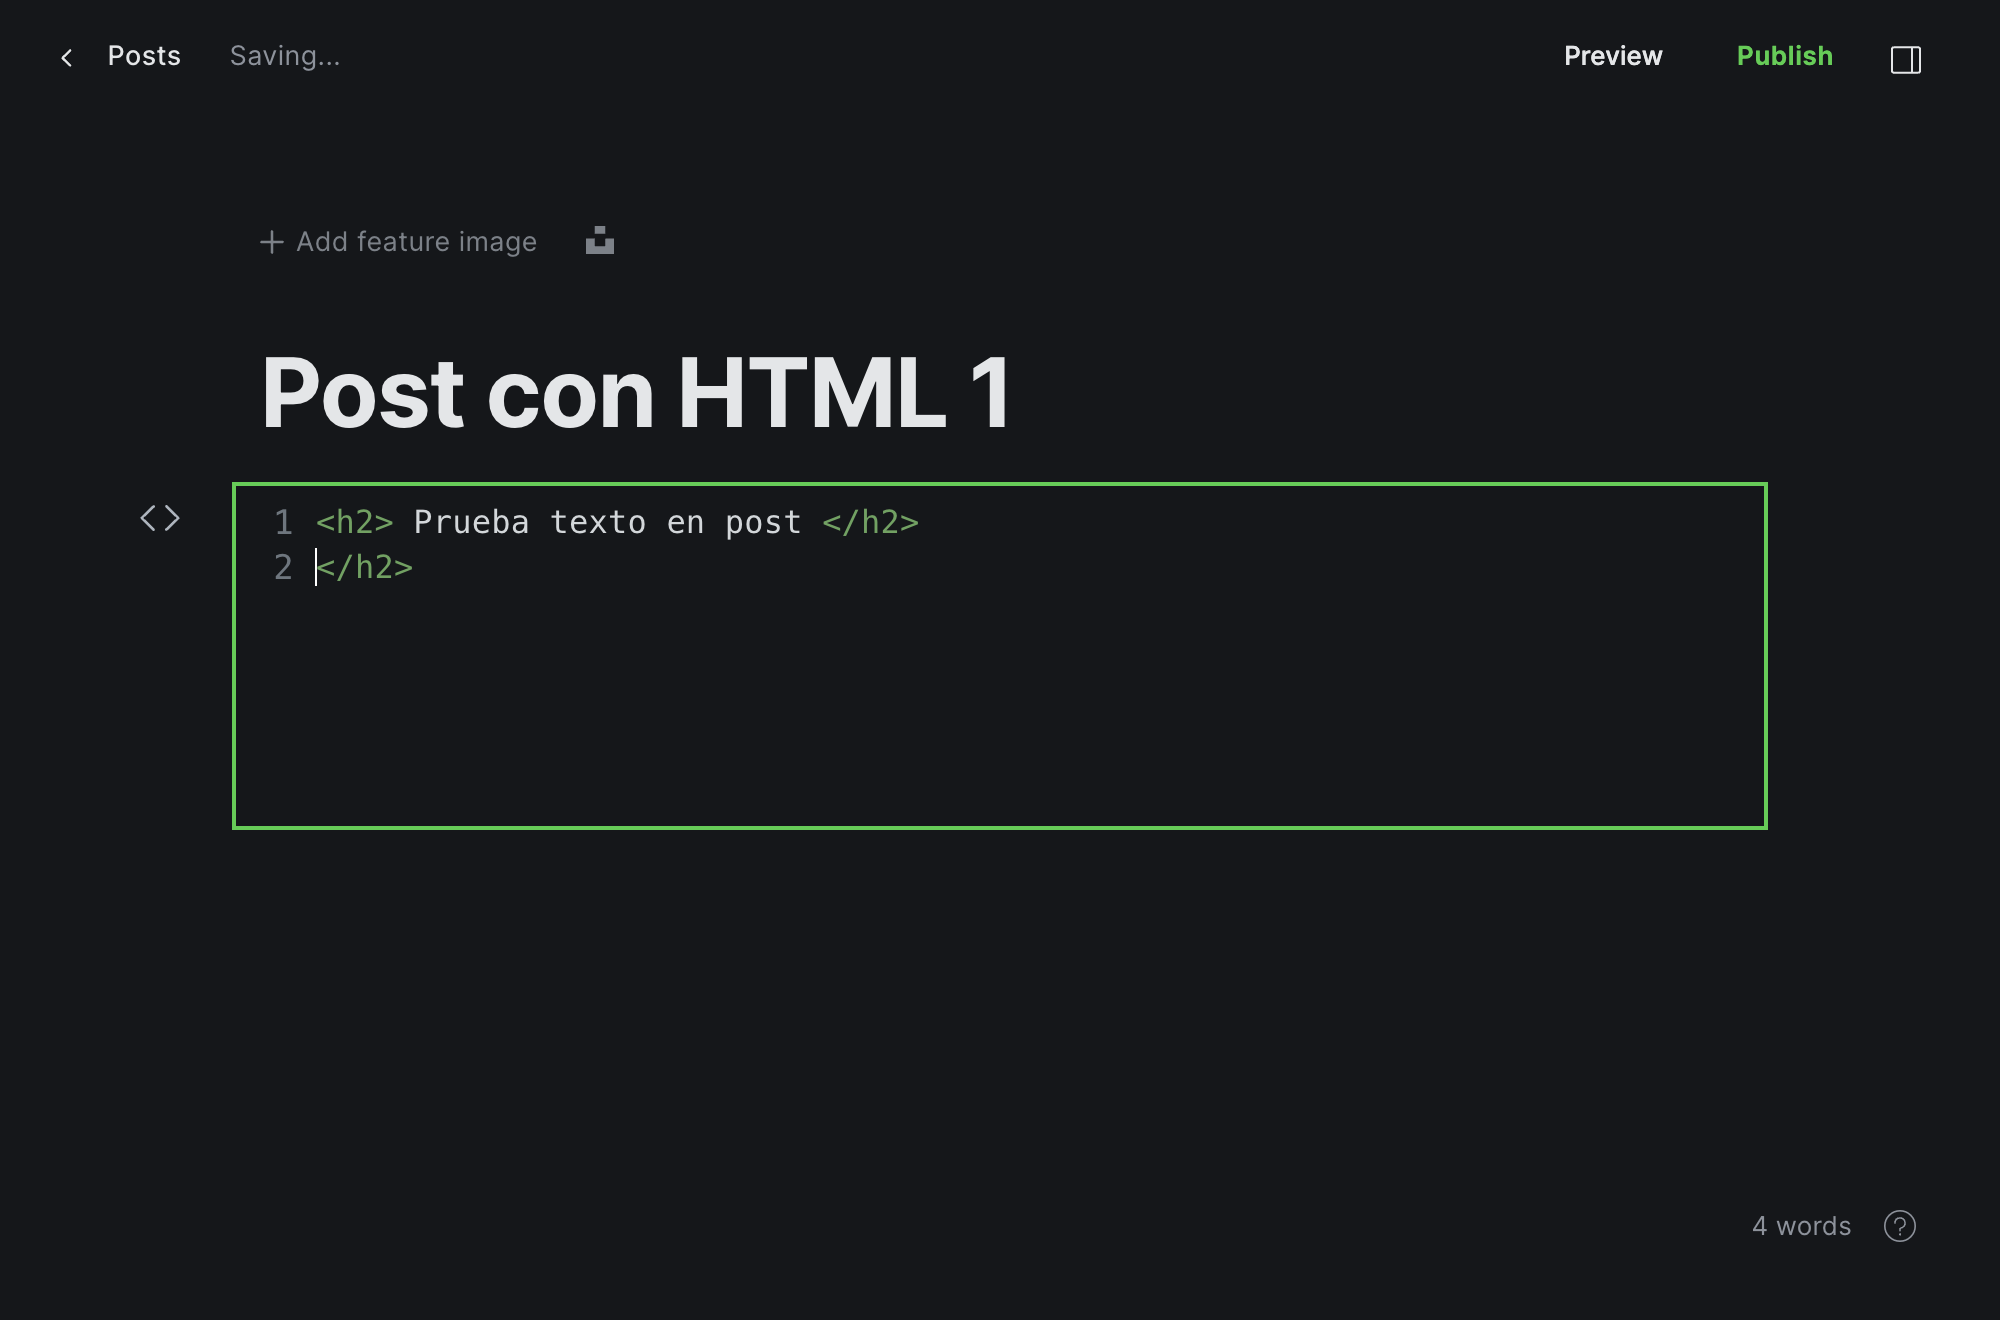 Posts
Saving...
Preview
Publish
Add feature image
Post con HTML 1
1 <h2> Prueba texto en post </h2>
2 </h2>
4 words
?